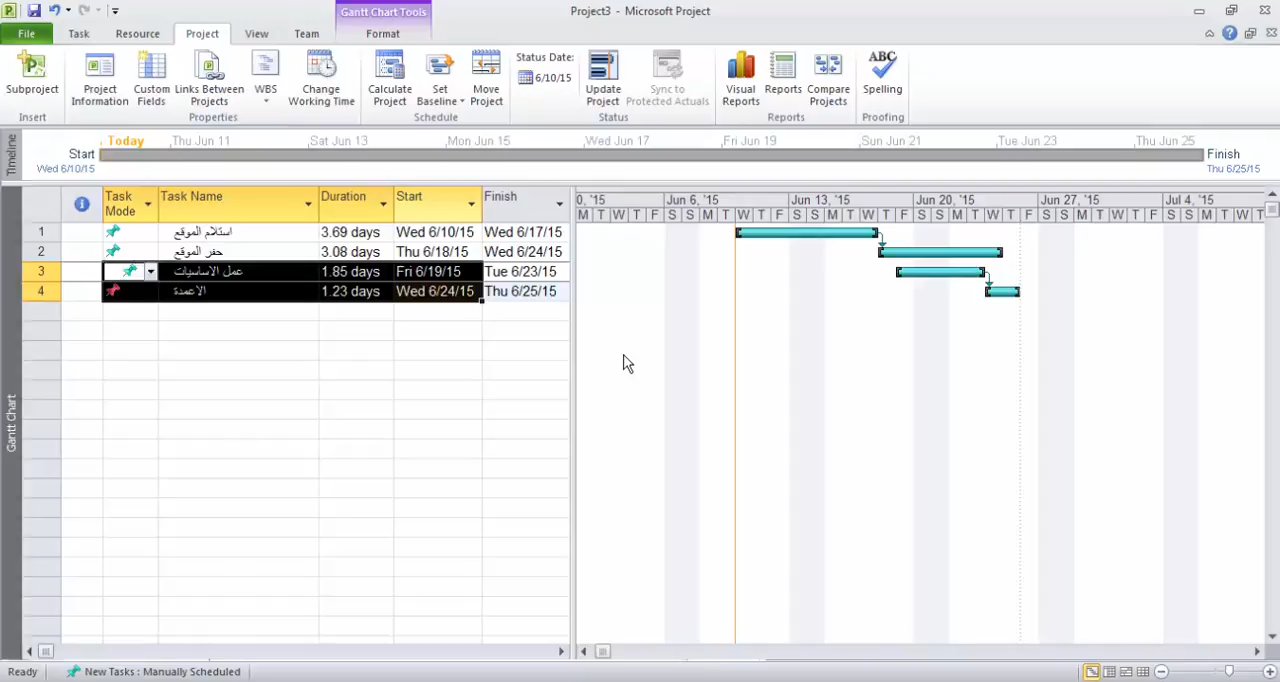 Gantt Chart Tools
Project3 - Microsoft Project
File Task Resource Project View Team Format
Subproject
Project Information
Custom Fields
Links Between Projects
WBS
Change Working Time
Calculate Project
Set Baseline
Move Project
Status Date:
6/10/15
Update Project
Sync to Protected Actuals
Visual Reports
Reports
Compare Projects
ABC
Spelling
Insert Properties Schedule Status Reports Proofing
Timeline
Today Thu Jun 11 Sat Jun 13 Mon Jun 15 Wed Jun 17 Fri Jun 19 Sun Jun 21 Tue Jun 23 Thu Jun 25
Start
Wed 6/10/15
Finish
Thu 6/25/15
Task Mode Task Name Duration Start Finish
0, '15 Jun 6, '15 Jun 13, '15 Jun 20, '15 Jun 27, '15 Jul 4, '15
M T W T F S S M T W T F S S M T W T F S S M T W T F S S M T W T F S S M T W T
1 استلام الموقع 3.69 days Wed 6/10/15 Wed 6/17/15
2 حفر الموقع 3.08 days Thu 6/18/15 Wed 6/24/15
3 عمل الاساسيات 1.85 days Fri 6/19/15 Tue 6/23/15
4 الاعمدة 1.23 days Wed 6/24/15 Thu 6/25/15
Gantt Chart
Ready New Tasks : Manually Scheduled